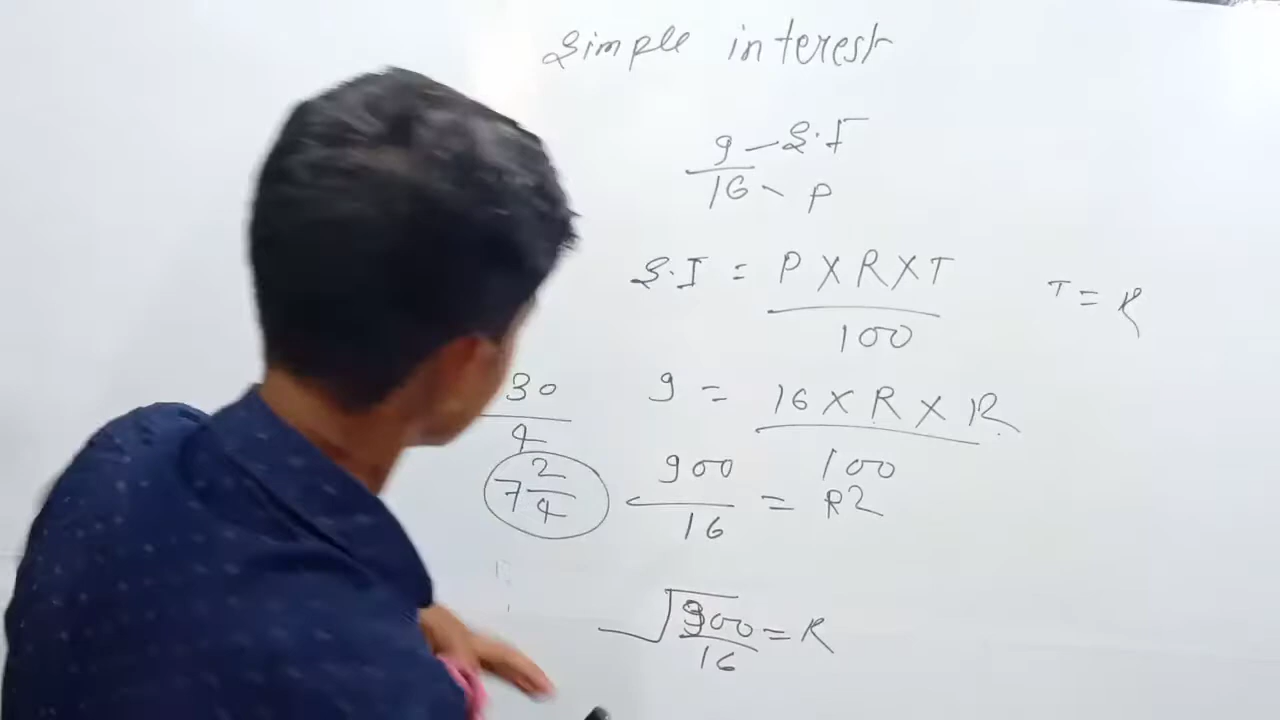 Simple interest
9 — S.I
16 - P
S.I = P X R X T
100
T = R
9 = 16 X R X R
100
900 = R2
16
30
4
7 2/4
√900/16 = R